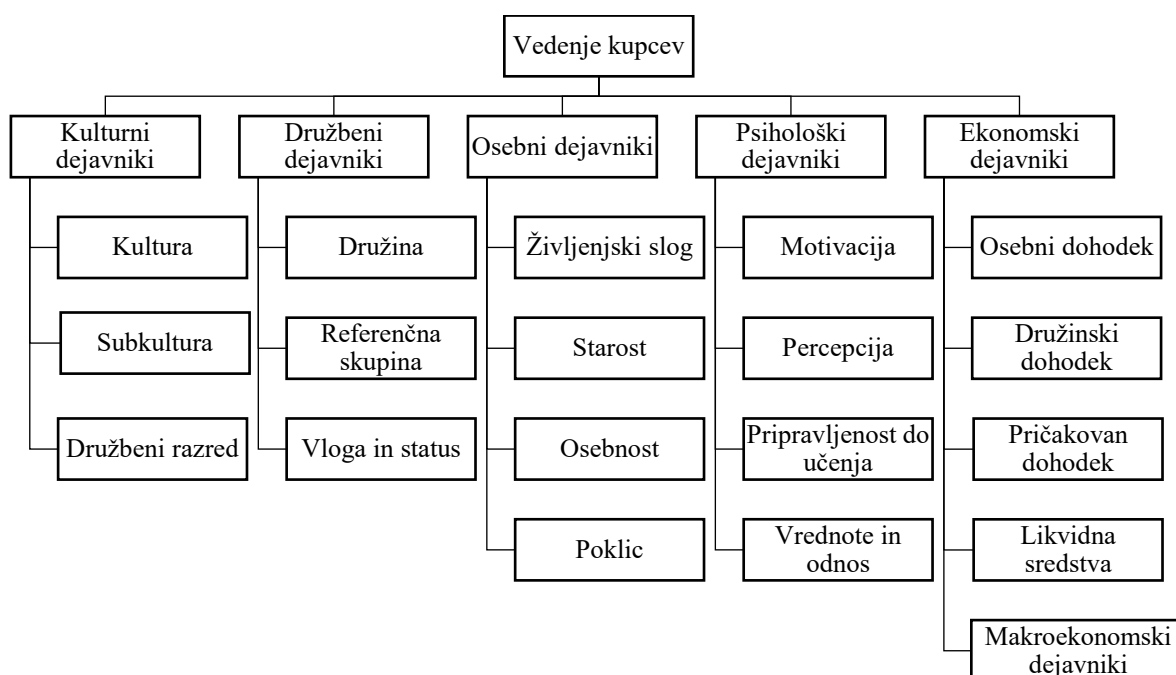 Vedenje kupcev
Kulturni
dejavniki
Kultura
Subkultura
Družbeni razred
Družbeni
dejavniki
Družina
Referenčna
skupina
Vloga in status
Osebni dejavniki
Življenjski slog
Starost
Osebnost
Poklic
Psihološki
dejavniki
Motivacija
Percepcija
Pripravljenost do
učenja
Vrednote in
odnos
Ekonomski
dejavniki
Osebni dohodek
Družinski
dohodek
Pričakovan
dohodek
Likvidna
sredstva
Makroekonomski
dejavniki